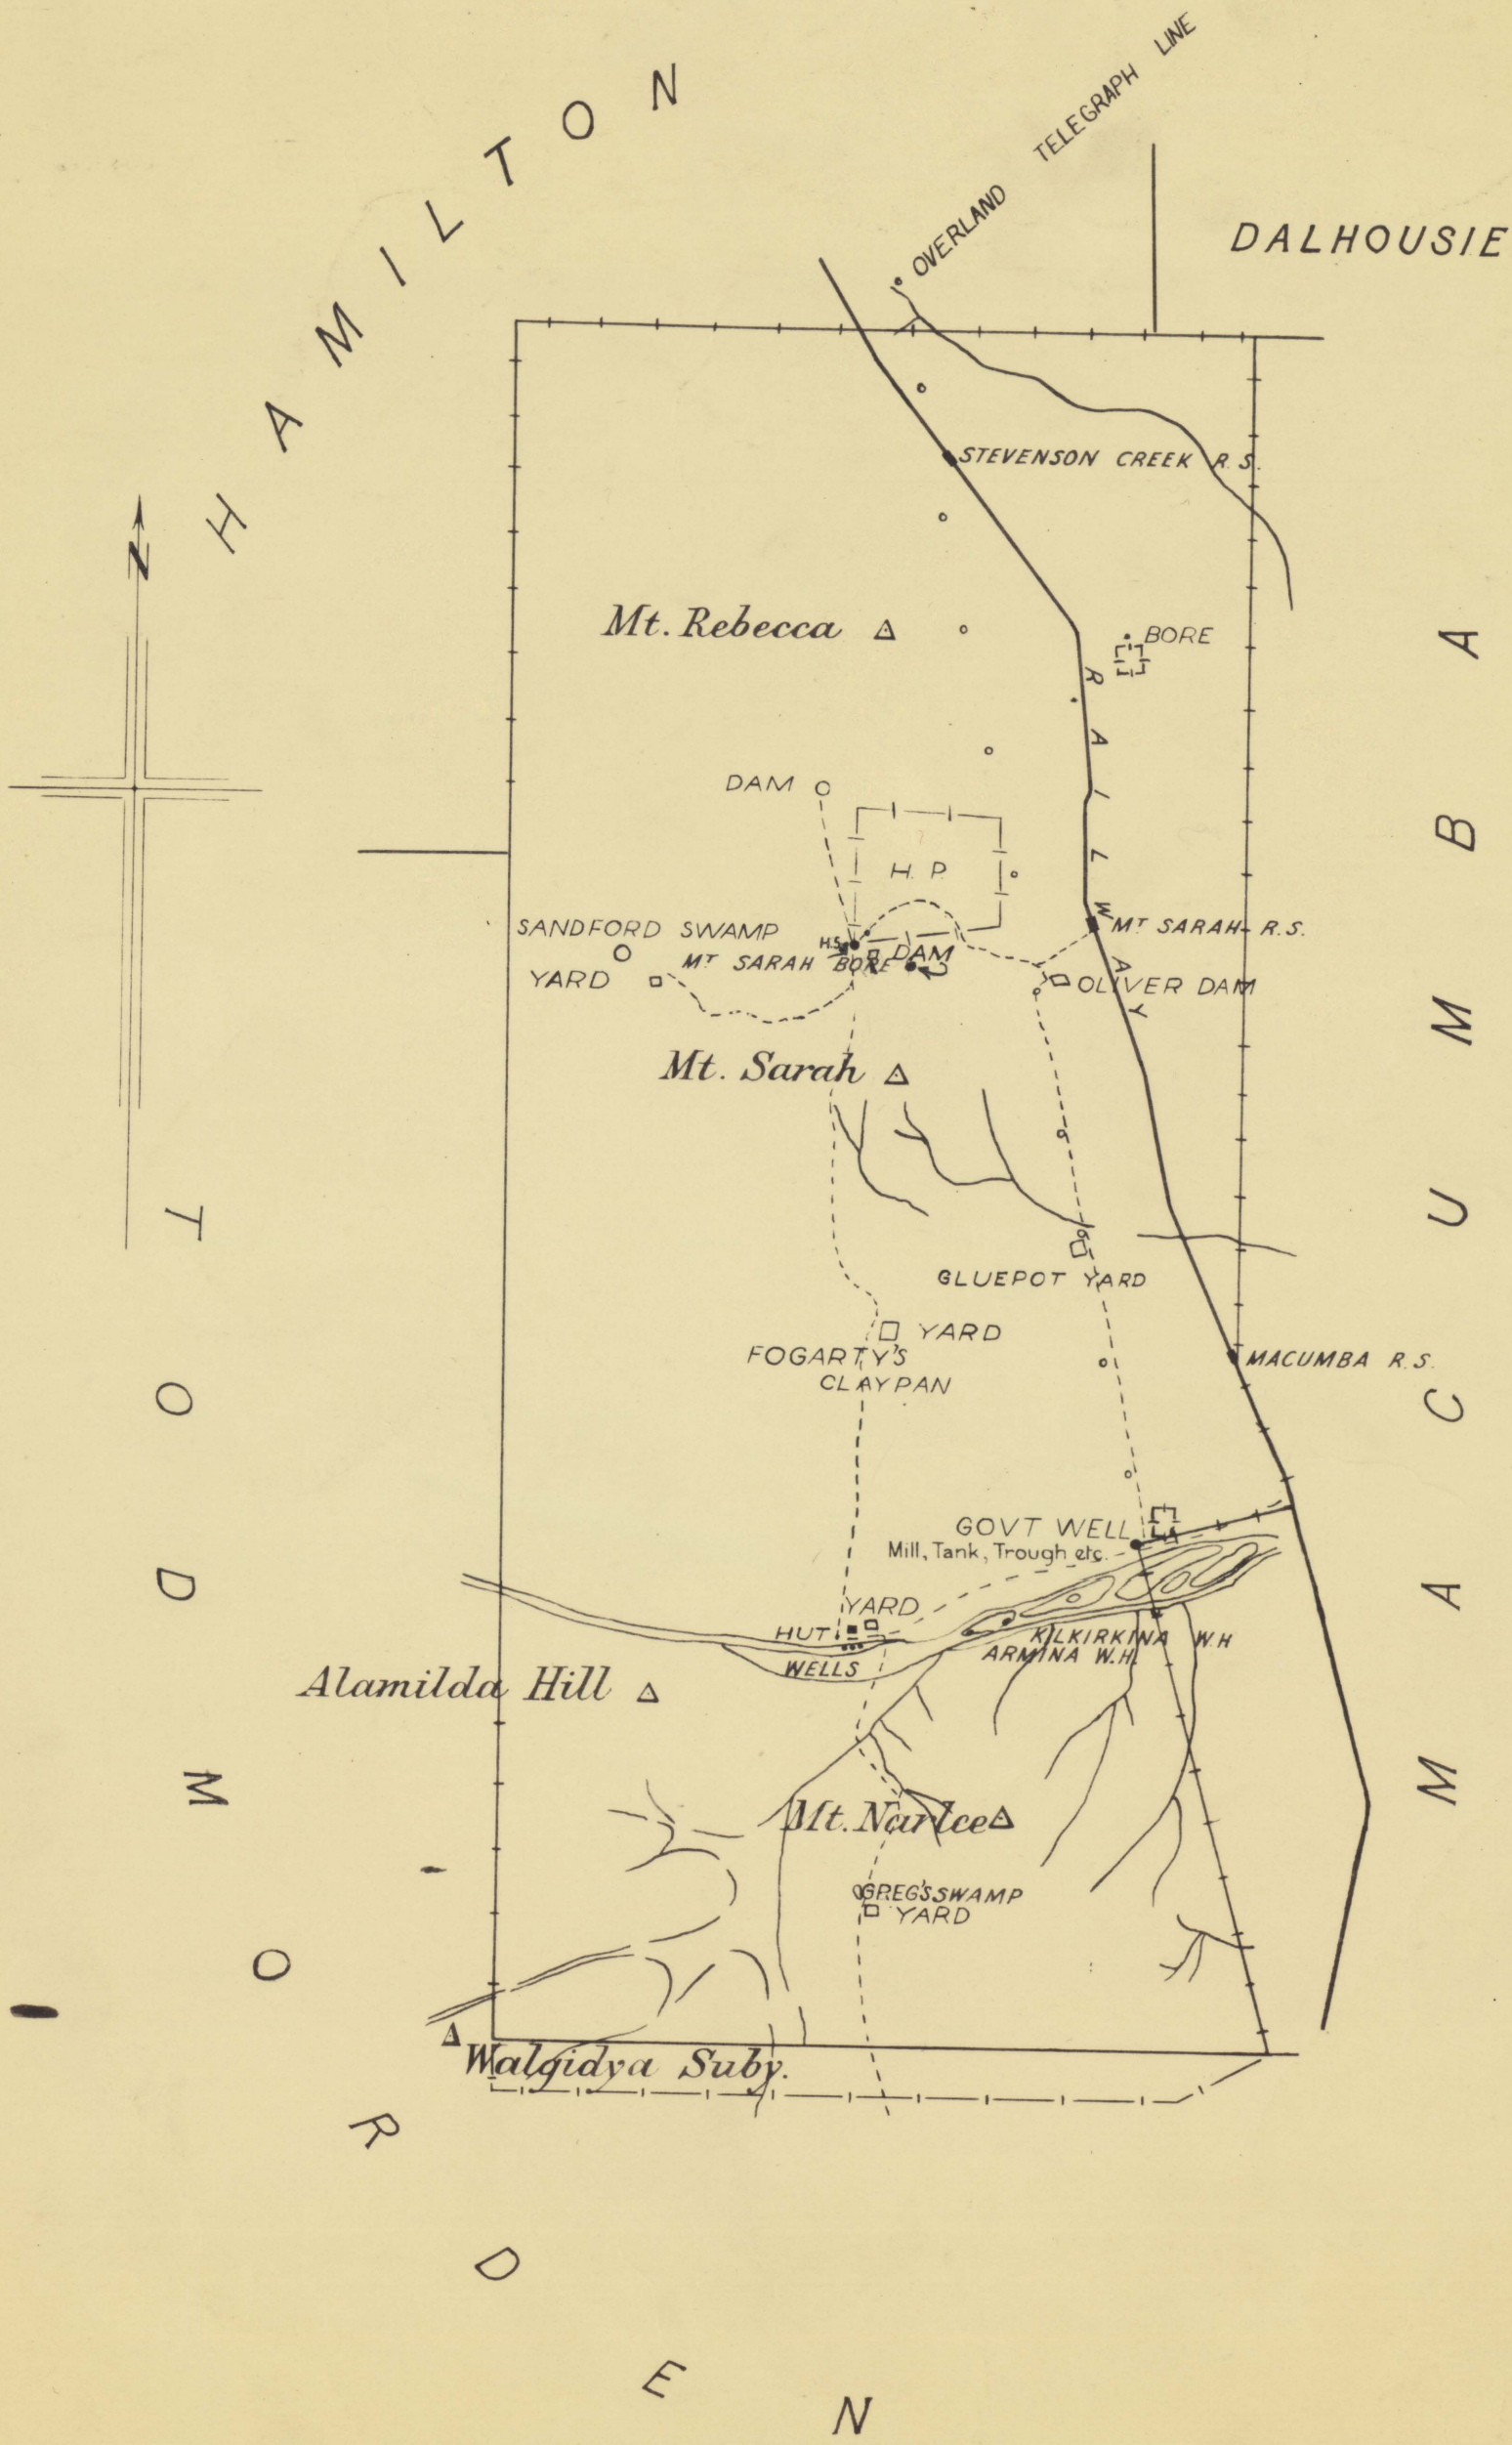 HAMILTON
OVERLAND TELEGRAPH LINE
DALHOUSIE
N
STEVENSON CREEK R.S.
Mt. Rebecca
BORE
RAILWAY
DAM
H. P.
SANDFORD SWAMP
H.S.
MT SARAH R.S.
MT SARAH BORE
DAM
YARD
OLIVER DAM
Mt. Sarah
MACUMBA
GLUEPOT YARD
YARD
FOGARTY'S
CLAYPAN
MACUMBA R.S.
TODMORDEN
GOVT WELL
Mill, Tank, Trough etc.
YARD
HUT
KILKIRKINA W.H
ARMINA W.H.
WELLS
Alamilda Hill
Mt.
GREG'S SWAMP
YARD
Walgidya Suby.